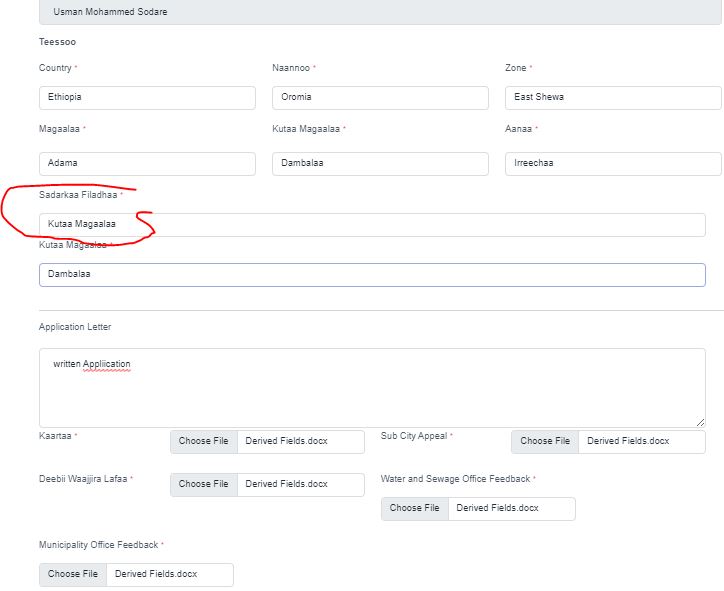 Usman Mohammed Sodare
Teessoo
Country * Naannoo * Zone *
Ethiopia Oromia East Shewa
Magaalaa * Kutaa Magaalaa * Aanaa *
Adama Dambalaa Irreechaa
Sadarkaa Filadhaa *
Kutaa Magaalaa
Kutaa Magaalaa *
Dambalaa
Application Letter
written Appliication
Kaartaa * Choose File Derived Fields.docx Sub City Appeal * Choose File Derived Fields.docx
Deebii Waajjira Lafaa * Choose File Derived Fields.docx Water and Sewage Office Feedback *
Choose File Derived Fields.docx
Municipality Office Feedback *
Choose File Derived Fields.docx